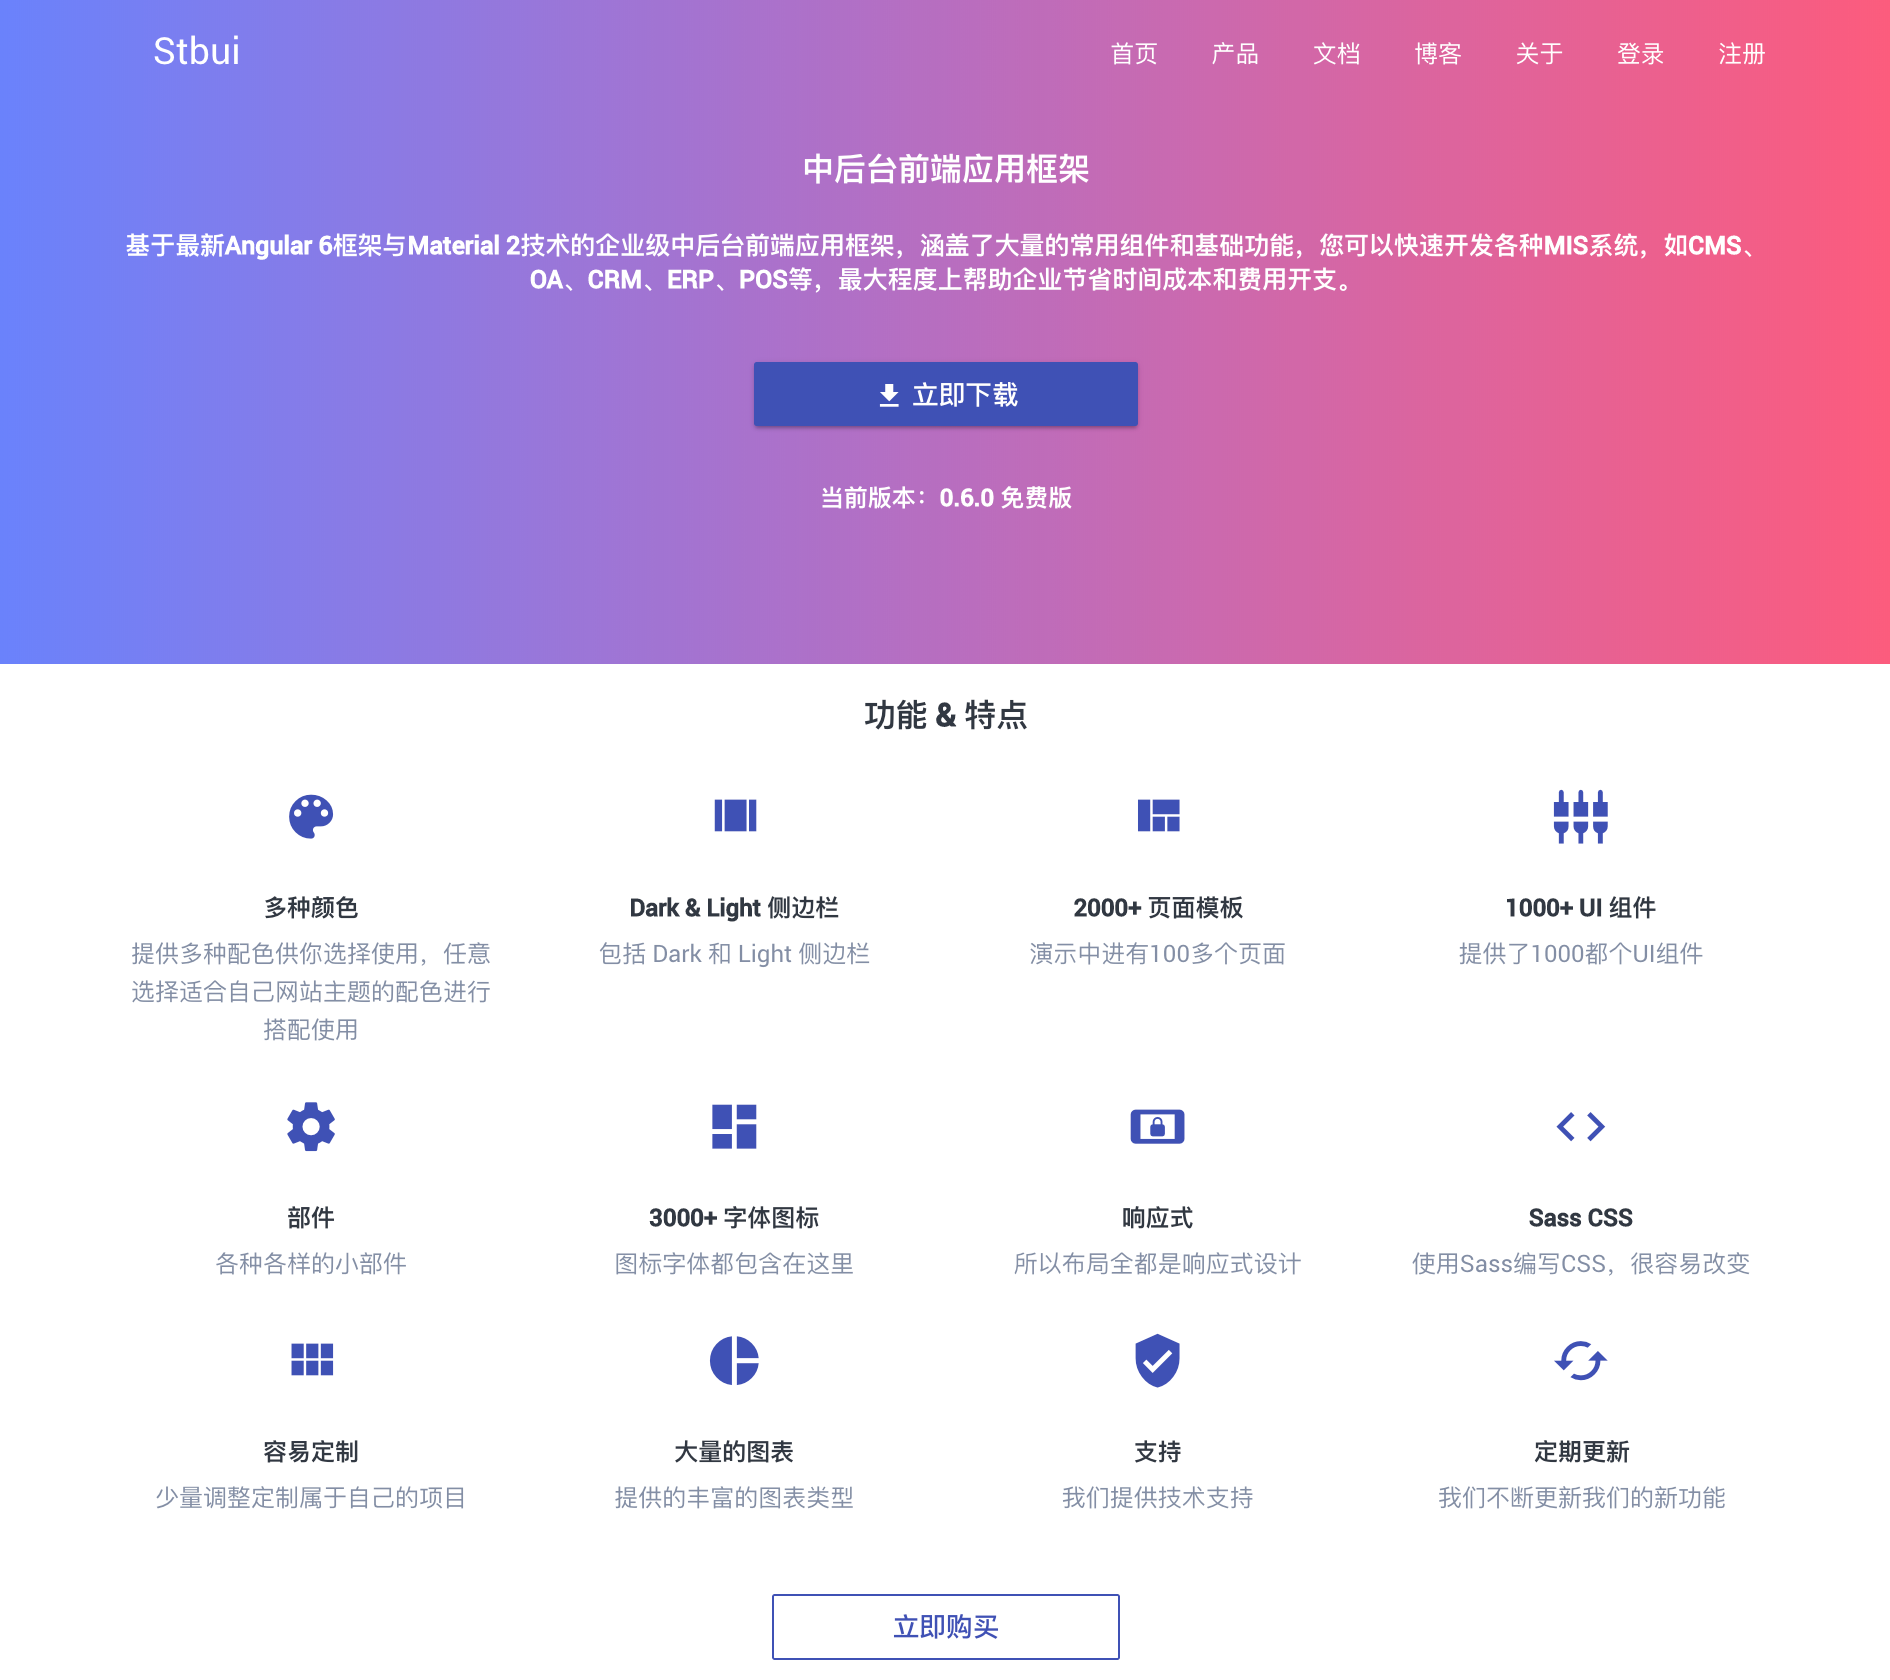 Stbui
首页 产品 文档 博客 关于 登录 注册
中后台前端应用框架
基于最新Angular 6框架与Material 2技术的企业级中后台前端应用框架，涵盖了大量的常用组件和基础功能，您可以快速开发各种MIS系统，如CMS、
OA、CRM、ERP、POS等，最大程度上帮助企业节省时间成本和费用开支。
立即下载
当前版本：0.6.0 免费版
功能 & 特点
多种颜色
提供多种配色供你选择使用，任意
选择适合自己网站主题的配色进行
搭配使用
Dark & Light 侧边栏
包括 Dark 和 Light 侧边栏
2000+ 页面模板
演示中进有100多个页面
1000+ UI 组件
提供了1000都个UI组件
部件
各种各样的小部件
3000+ 字体图标
图标字体都包含在这里
响应式
所以布局全都是响应式设计
Sass CSS
使用Sass编写CSS，很容易改变
容易定制
少量调整定制属于自己的项目
大量的图表
提供的丰富的图表类型
支持
我们提供技术支持
定期更新
我们不断更新我们的新功能
立即购买